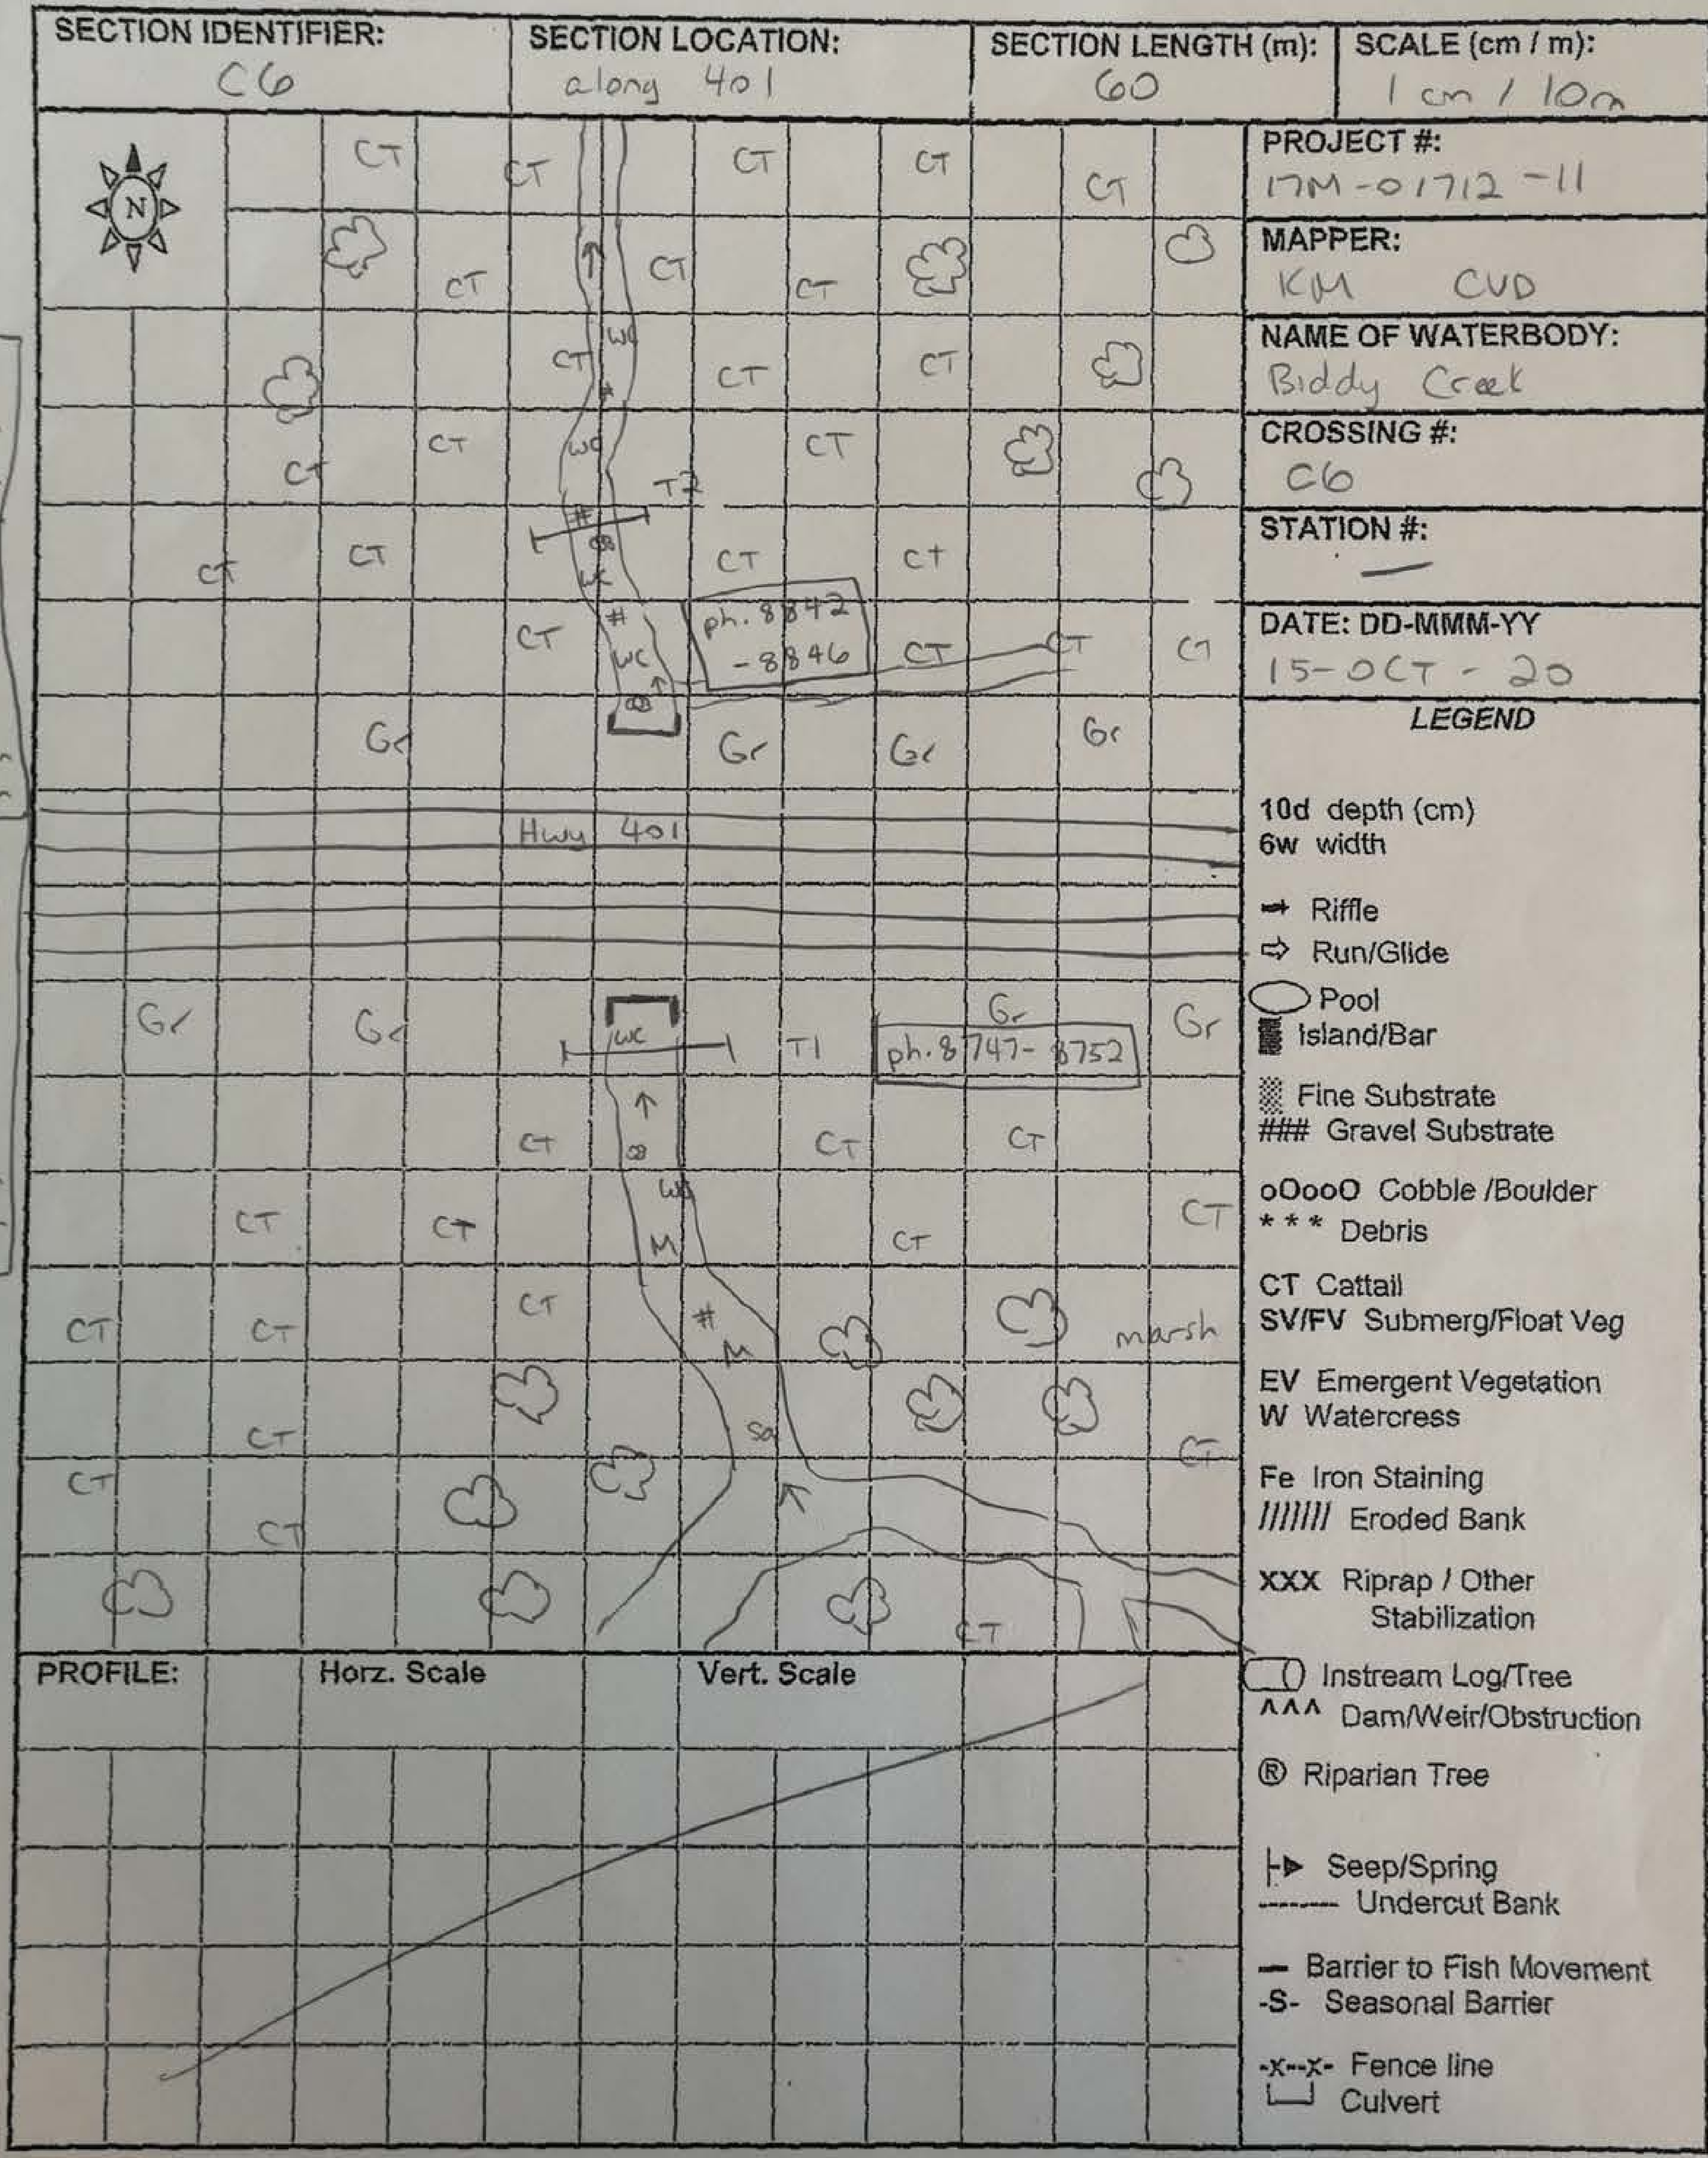 SECTION IDENTIFIER:
C6
SECTION LOCATION:
along 401
SECTION LENGTH (m):
60
SCALE (cm / m):
1 cm / 10m
PROJECT #:
17M-01712-11
MAPPER:
KM CVD
NAME OF WATERBODY:
Biddy Creek
CROSSING #:
C6
STATION #:
—
DATE: DD-MMM-YY
15-OCT-20
N
CT CT CT CT CT
CT CT CT
WC
CT CT CT
*
CT CT WC CT
T2
#
CT CT WC CT CT
CT # ph. 8842
WC -8846 CT CT CT
Gr Gr Gr Gr
Hwy 401
Gr Gr WC T1 Gr Gr
ph. 8747-8752
CT CT CT
WC
CT CT M CT CT
CT CT CT # M marsh
CT Sa CT
CT
CT
CT
PROFILE: Horz. Scale Vert. Scale
LEGEND
10d depth (cm)
6w width
Riffle
Run/Glide
Pool
Island/Bar
Fine Substrate
### Gravel Substrate
oOooO Cobble /Boulder
* * * Debris
CT Cattail
SV/FV Submerg/Float Veg
EV Emergent Vegetation
W Watercress
Fe Iron Staining
/////// Eroded Bank
XXX Riprap / Other
Stabilization
Instream Log/Tree
^^^ Dam/Weir/Obstruction
® Riparian Tree
Seep/Spring
-------- Undercut Bank
— Barrier to Fish Movement
-S- Seasonal Barrier
-x--x- Fence line
Culvert